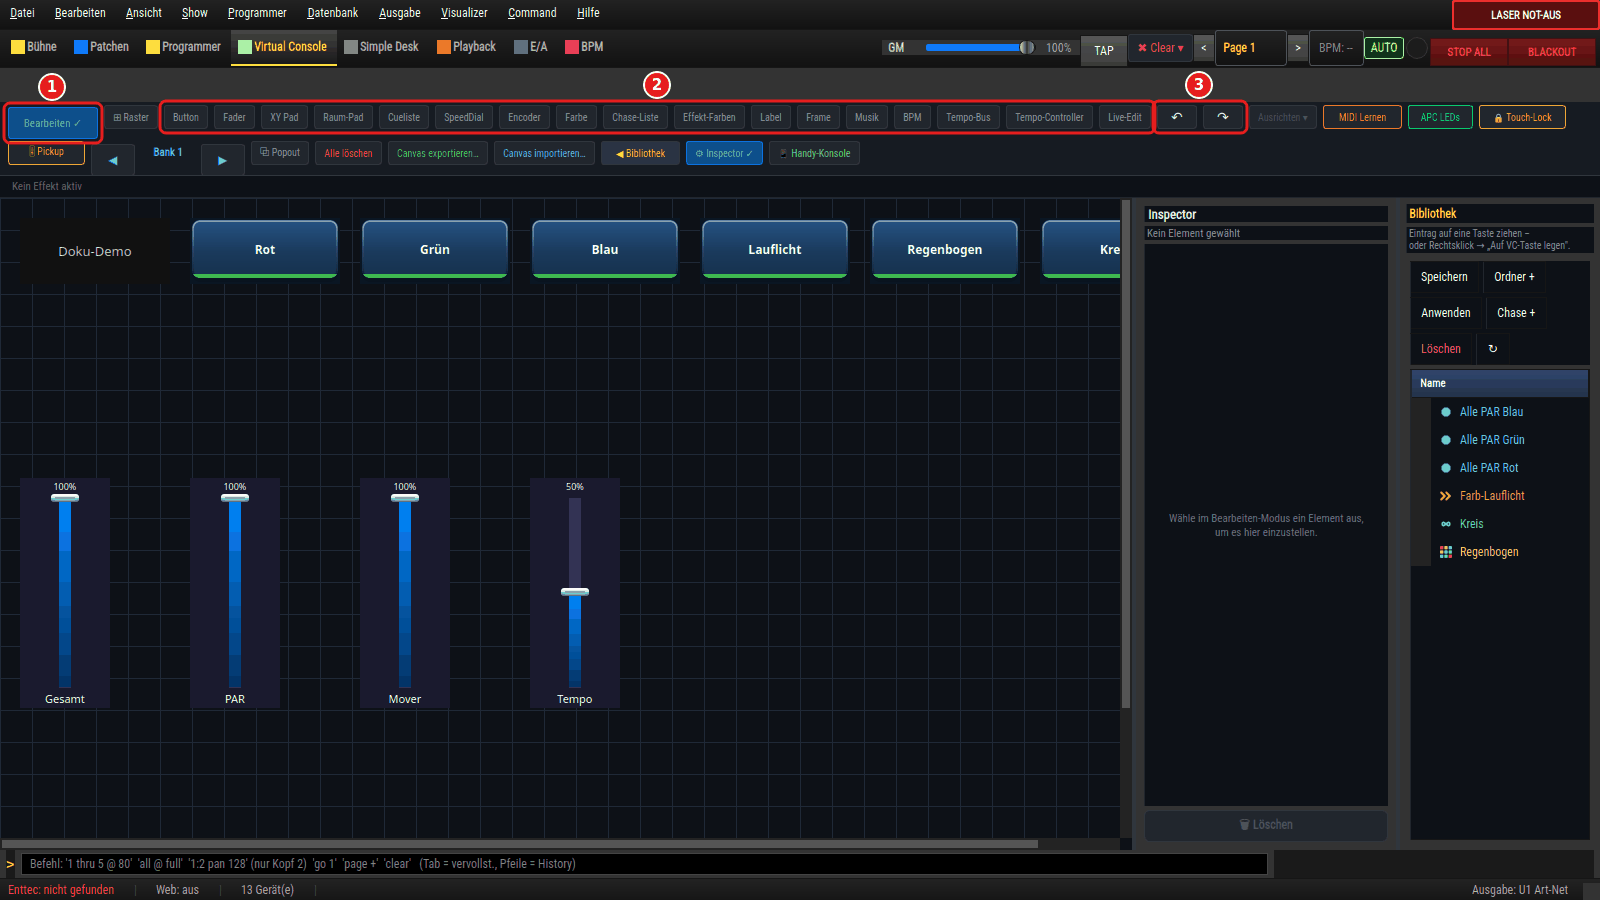 Datei Bearbeiten Ansicht Show Programmer Datenbank Ausgabe Visualizer Command Hilfe
LASER NOT-AUS
Bühne Patchen Programmer Virtual Console Simple Desk Playback E/A BPM
GM 100% TAP ✖ Clear ▾ < Page 1 > BPM: -- AUTO STOP ALL BLACKOUT
1 2 3
Bearbeiten ✓ ⊞ Raster Button Fader XY Pad Raum-Pad Cueliste SpeedDial Encoder Farbe Chase-Liste Effekt-Farben Label Frame Musik BPM Tempo-Bus Tempo-Controller Live-Edit ↶ ↷ Ausrichten ▾ MIDI Lernen APC LEDs 🔒 Touch-Lock
Pickup ◀ Bank 1 ▶ Popout Alle löschen Canvas exportieren… Canvas importieren… ◀ Bibliothek ⚙ Inspector ✓ Handy-Konsole
Kein Effekt aktiv
Doku-Demo Rot Grün Blau Lauflicht Regenbogen Kre
Inspector
Kein Element gewählt
Wähle im Bearbeiten-Modus ein Element aus,
um es hier einzustellen.
🗑 Löschen
Bibliothek
Eintrag auf eine Taste ziehen –
oder Rechtsklick → „Auf VC-Taste legen".
Speichern Ordner +
Anwenden Chase +
Löschen ↻
Name
Alle PAR Blau
Alle PAR Grün
Alle PAR Rot
Farb-Lauflicht
Kreis
Regenbogen
100% 100% 100% 50%
Gesamt PAR Mover Tempo
> Befehl: '1 thru 5 @ 80' 'all @ full' '1:2 pan 128' (nur Kopf 2) 'go 1' 'page +' 'clear' (Tab = vervollst., Pfeile = History)
Enttec: nicht gefunden Web: aus 13 Gerät(e) Ausgabe: U1 Art-Net